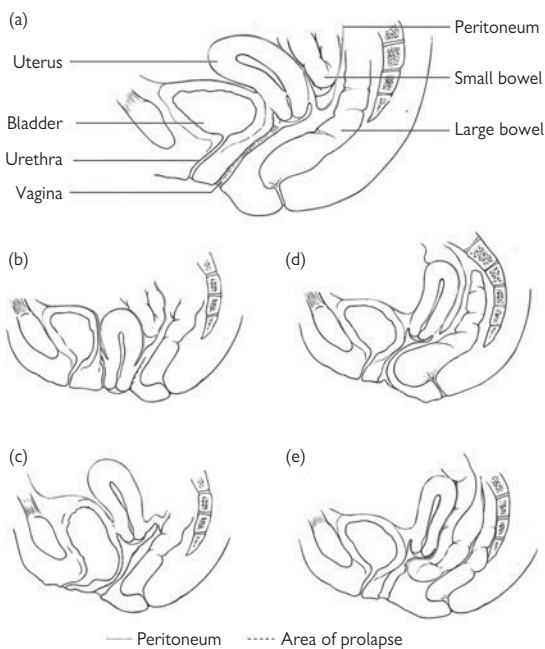 (a)
Peritoneum
Uterus
Small bowel
Bladder
Large bowel
Urethra
Vagina
(b)
(d)
(c)
(e)
Peritoneum
Area of prolapse